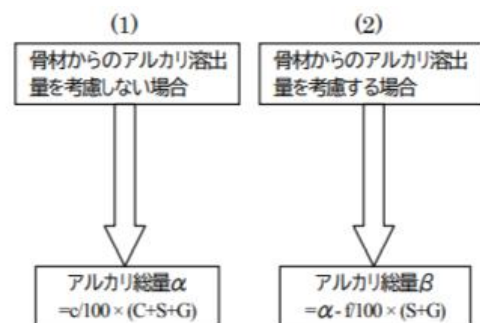 (1)
骨材からのアルカリ溶出
量を考慮しない場合
アルカリ総量α
=c/100 × (C+S+G)
(2)
骨材からのアルカリ溶出
量を考慮する場合
アルカリ総量β
=α - f/100 × (S+G)